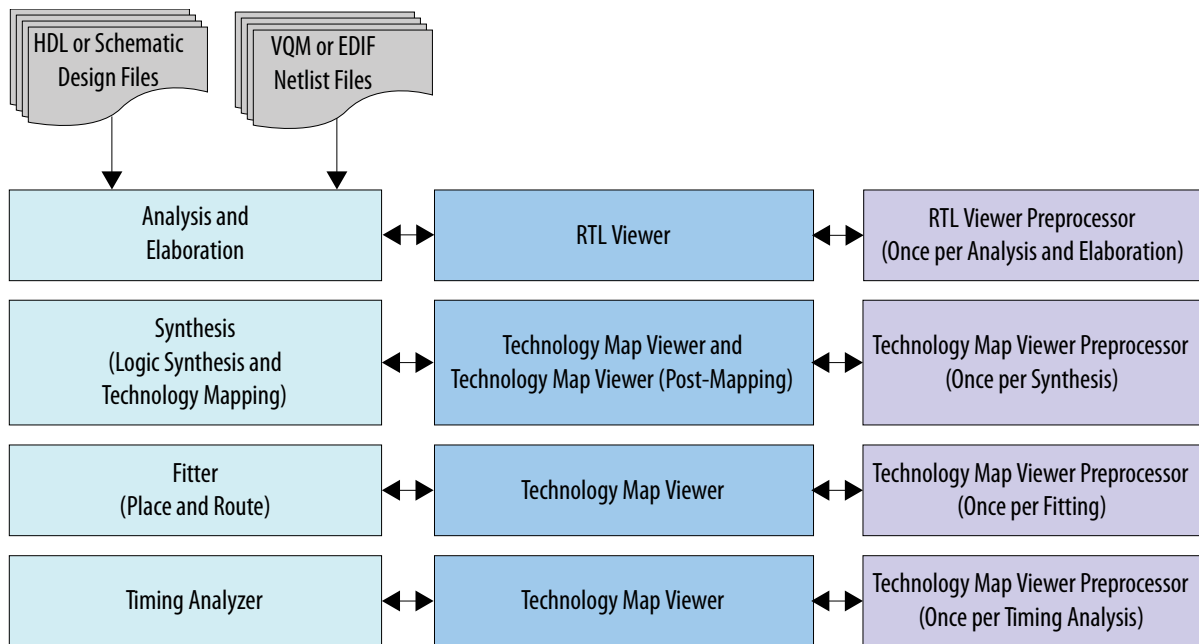 HDL or Schematic
Design Files
VQM or EDIF
Netlist Files
Analysis and
Elaboration
RTL Viewer
RTL Viewer Preprocessor
(Once per Analysis and Elaboration)
Synthesis
(Logic Synthesis and
Technology Mapping)
Technology Map Viewer and
Technology Map Viewer (Post-Mapping)
Technology Map Viewer Preprocessor
(Once per Synthesis)
Fitter
(Place and Route)
Technology Map Viewer
Technology Map Viewer Preprocessor
(Once per Fitting)
Timing Analyzer
Technology Map Viewer
Technology Map Viewer Preprocessor
(Once per Timing Analysis)